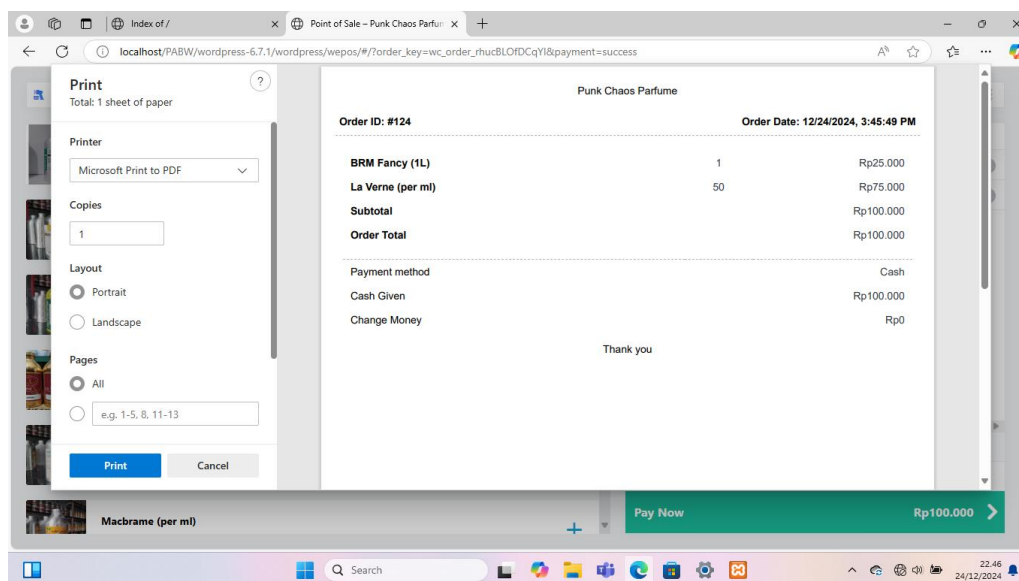 Index of /
Point of Sale – Punk Chaos Parfum
localhost/PABW/wordpress-6.7.1/wordpress/wepos/#/?order_key=wc_order_rhucBLOfDCqYI&payment=success
Print
?
Total: 1 sheet of paper
Printer
Microsoft Print to PDF
Copies
1
Layout
Portrait
Landscape
Pages
All
e.g. 1-5, 8, 11-13
Print Cancel
Punk Chaos Parfume
Order ID: #124 Order Date: 12/24/2024, 3:45:49 PM
BRM Fancy (1L) 1 Rp25.000
La Verne (per ml) 50 Rp75.000
Subtotal Rp100.000
Order Total Rp100.000
Payment method Cash
Cash Given Rp100.000
Change Money Rp0
Thank you
Macbrame (per ml)
Pay Now Rp100.000
Search
22.46
24/12/2024